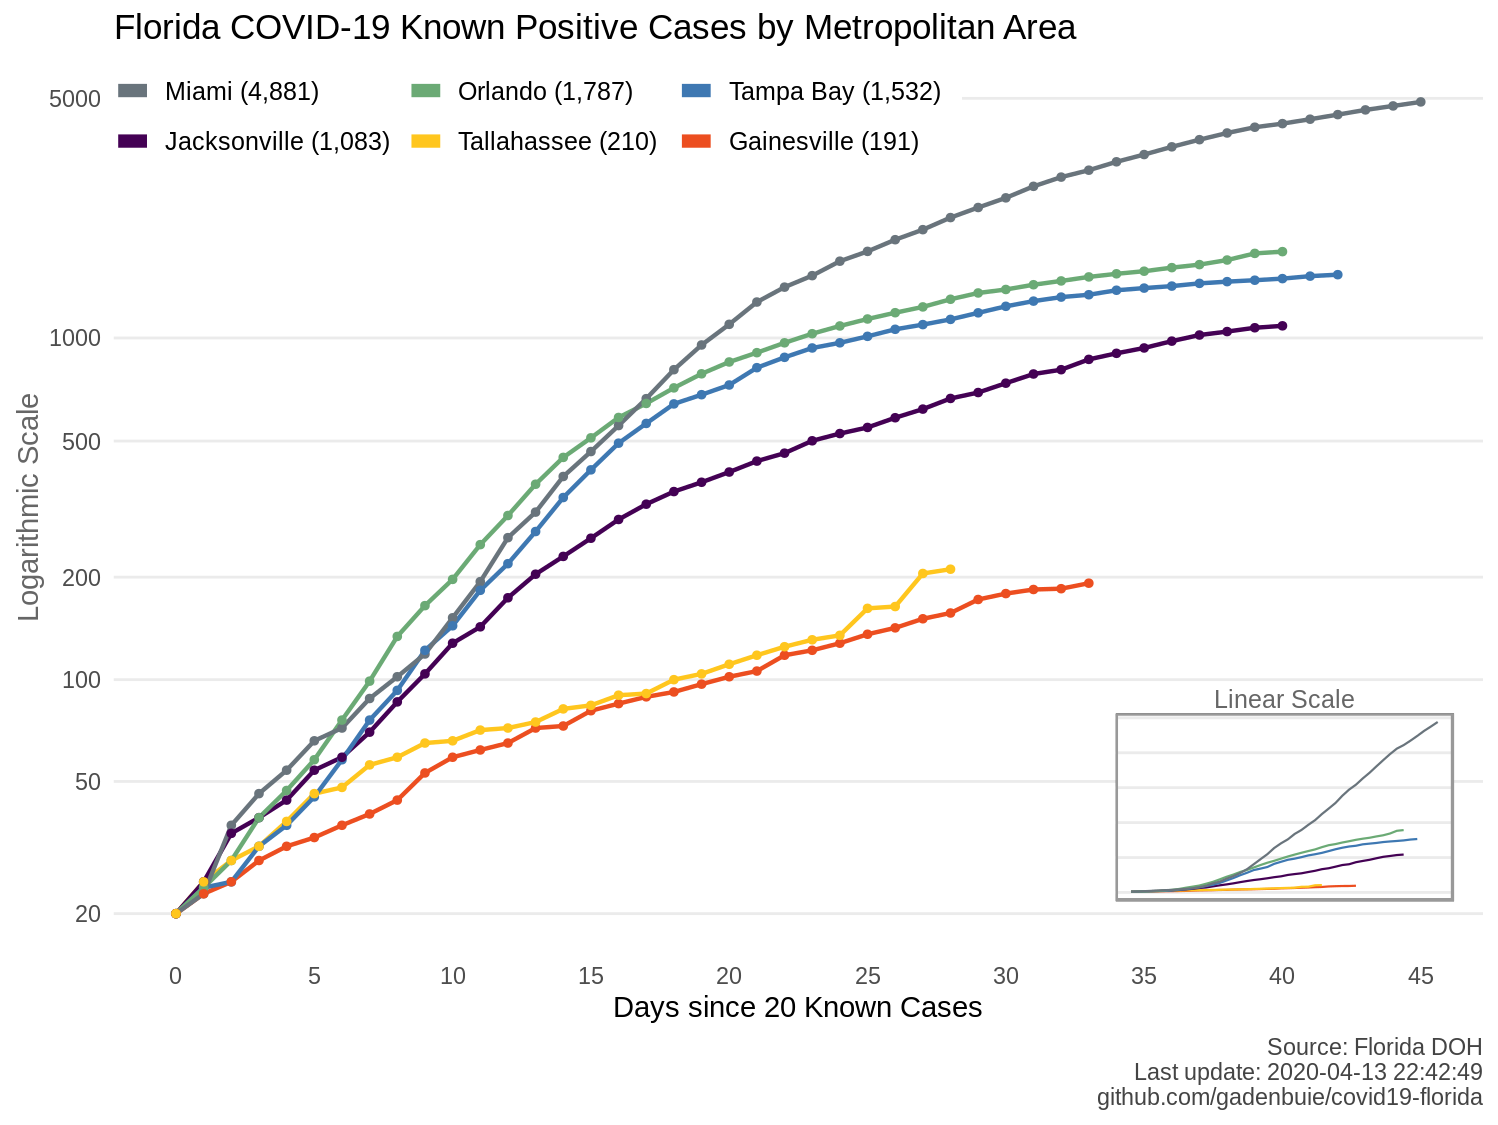 Florida COVID-19 Known Positive Cases by Metropolitan Area
Miami (4,881) Orlando (1,787) Tampa Bay (1,532)
Jacksonville (1,083) Tallahassee (210) Gainesville (191)
5000
1000
500
200
100
50
20
Logarithmic Scale
Linear Scale
0 5 10 15 20 25 30 35 40 45
Days since 20 Known Cases
Source: Florida DOH
Last update: 2020-04-13 22:42:49
github.com/gadenbuie/covid19-florida